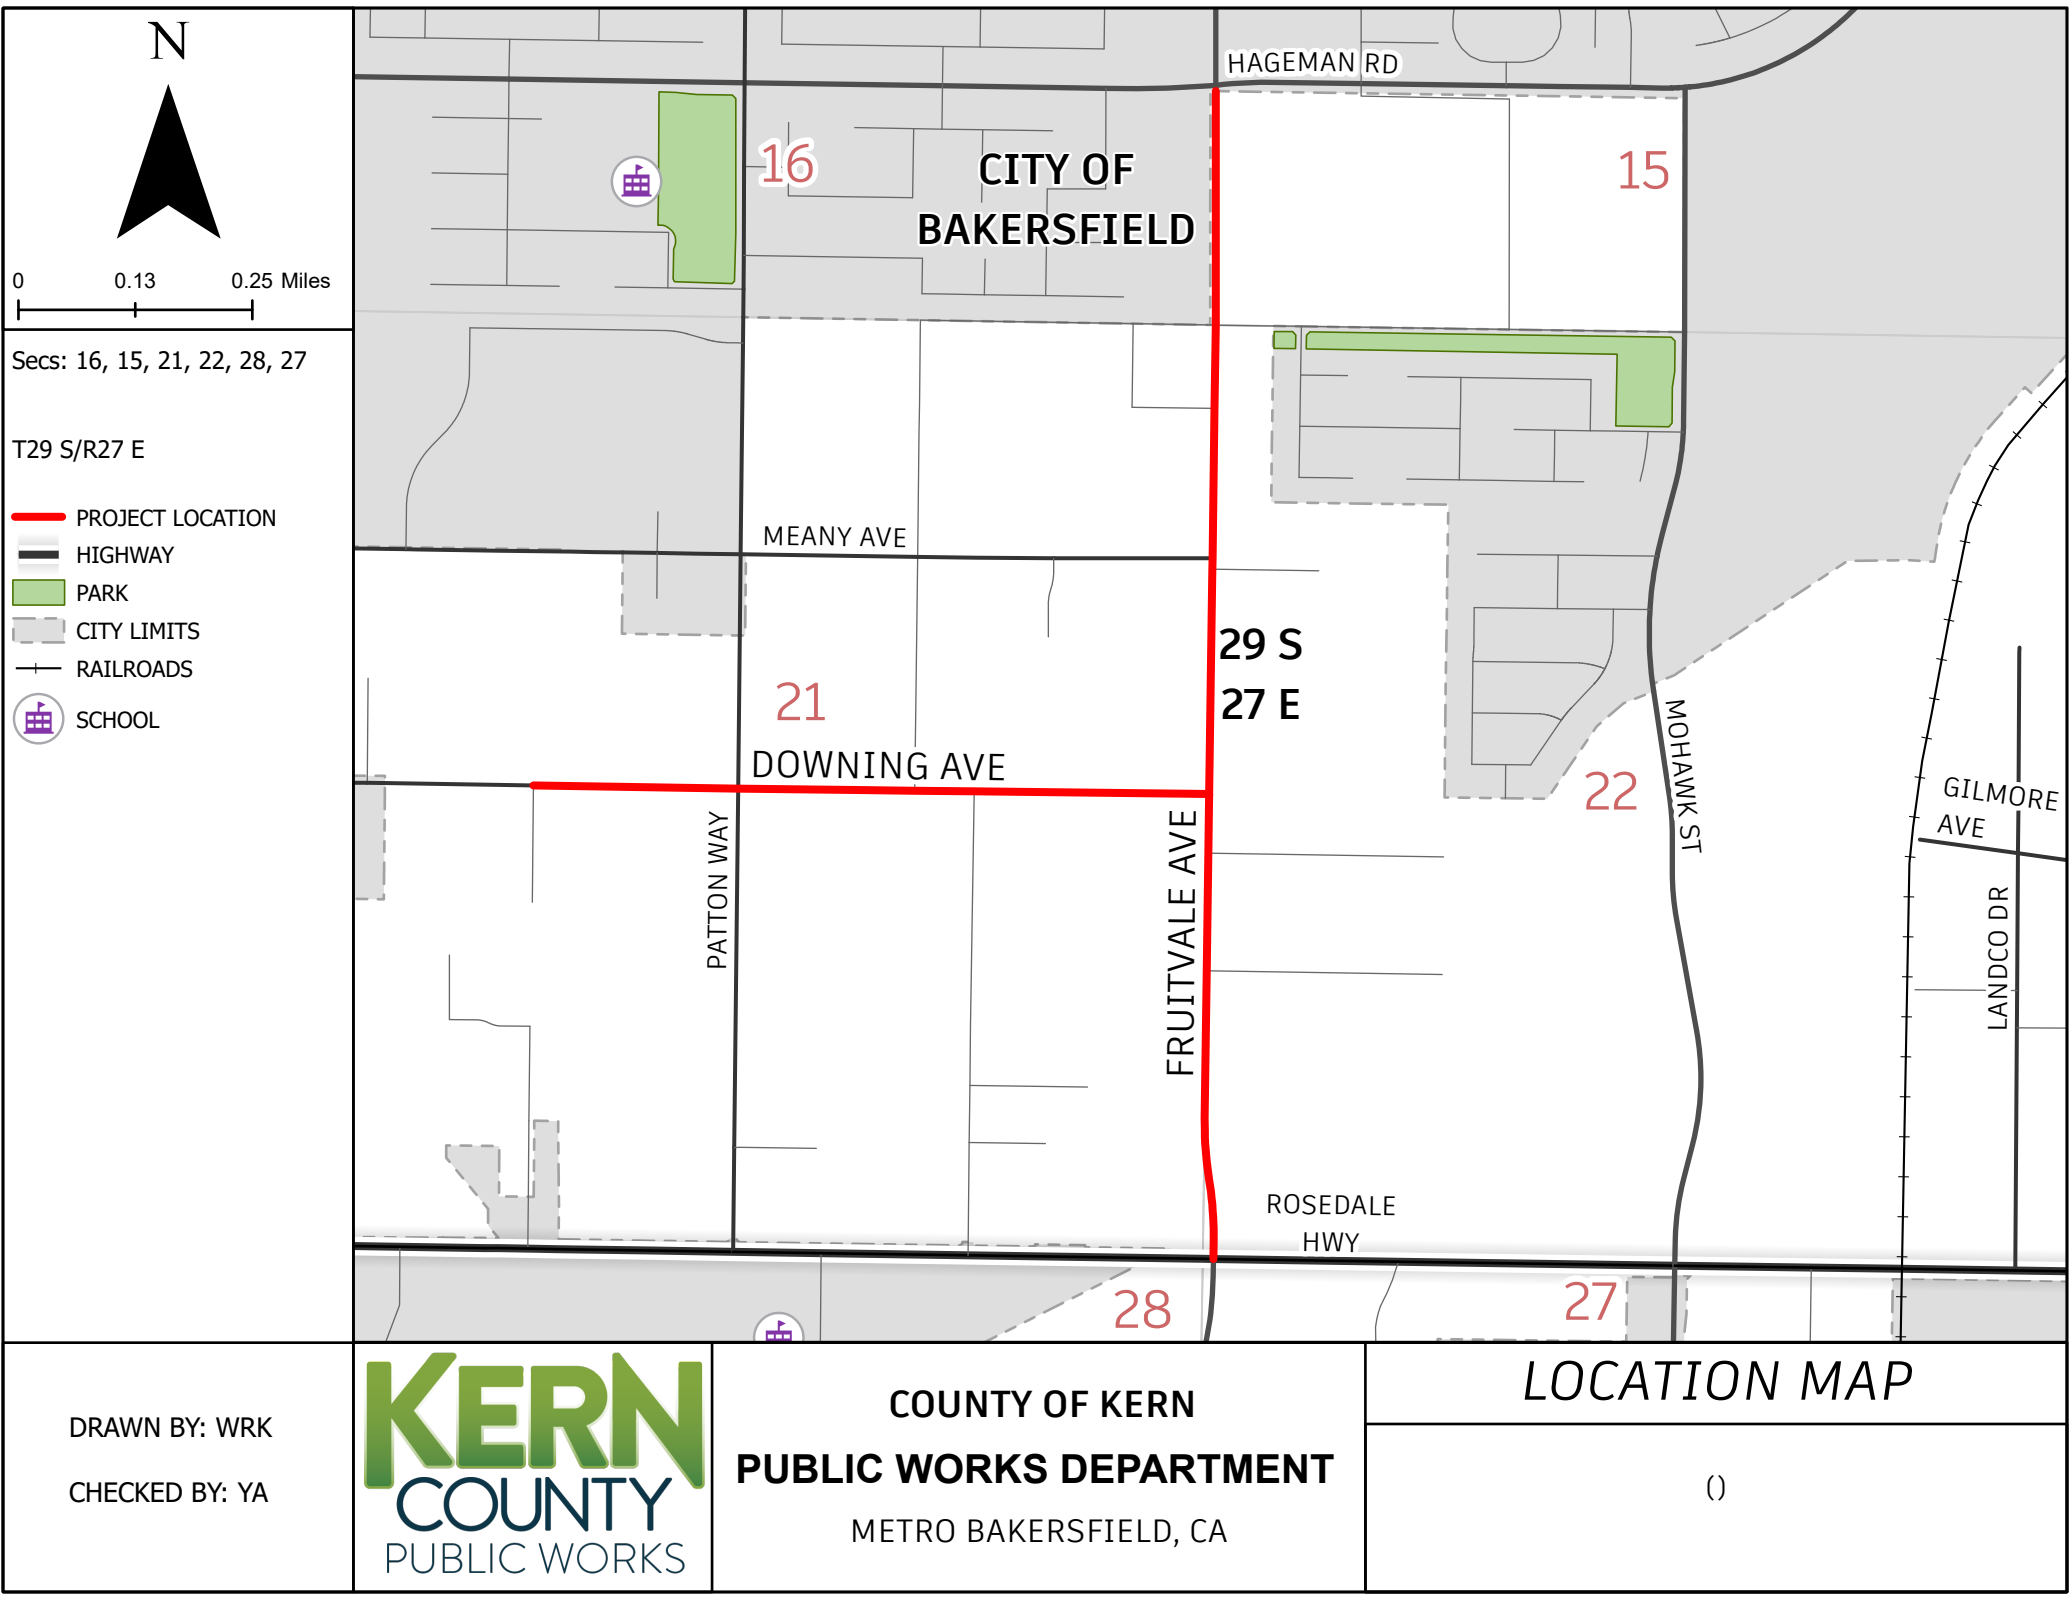 N
0 0.13 0.25 Miles
Secs: 16, 15, 21, 22, 28, 27
T29 S/R27 E
PROJECT LOCATION
HIGHWAY
PARK
CITY LIMITS
RAILROADS
SCHOOL
HAGEMAN RD
16
CITY OF
BAKERSFIELD
15
MEANY AVE
29 S
27 E
21
DOWNING AVE
22
MOHAWK ST
GILMORE
AVE
PATTON WAY
FRUITVALE AVE
LANDCO DR
ROSEDALE
HWY
28
27
DRAWN BY: WRK
CHECKED BY: YA
KERN
COUNTY
PUBLIC WORKS
COUNTY OF KERN
PUBLIC WORKS DEPARTMENT
METRO BAKERSFIELD, CA
LOCATION MAP
()